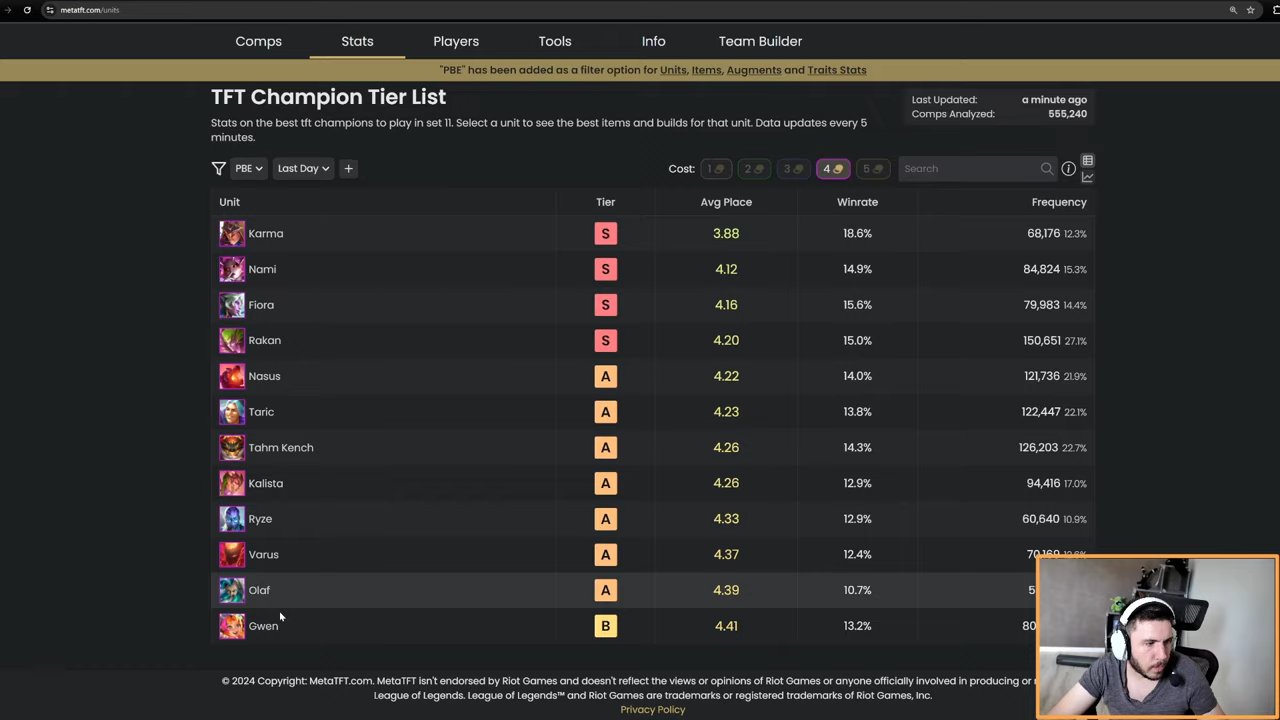 metatft.com/units
Comps Stats Players Tools Info Team Builder
"PBE" has been added as a filter option for Units, Items, Augments and Traits Stats
TFT Champion Tier List
Stats on the best tft champions to play in set 11. Select a unit to see the best items and builds for that unit. Data updates every 5
minutes.
Last Updated: a minute ago
Comps Analyzed: 555,240
PBE Last Day + Cost: 1 2 3 4 5 Search
Unit Tier Avg Place Winrate Frequency
Karma S 3.88 18.6% 68,176 12.3%
Nami S 4.12 14.9% 84,824 15.3%
Fiora S 4.16 15.6% 79,983 14.4%
Rakan S 4.20 15.0% 150,651 27.1%
Nasus A 4.22 14.0% 121,736 21.9%
Taric A 4.23 13.8% 122,447 22.1%
Tahm Kench A 4.26 14.3% 126,203 22.7%
Kalista A 4.26 12.9% 94,416 17.0%
Ryze A 4.33 12.9% 60,640 10.9%
Varus A 4.37 12.4%
Olaf A 4.39 10.7%
Gwen B 4.41 13.2%
© 2024 Copyright: MetaTFT.com. MetaTFT isn't endorsed by Riot Games and doesn't reflect the views or opinions of Riot Games or anyone officially involved in producing or
League of Legends. League of Legends™ and Riot Games are trademarks or registered trademarks of Riot Games, Inc.
Privacy Policy